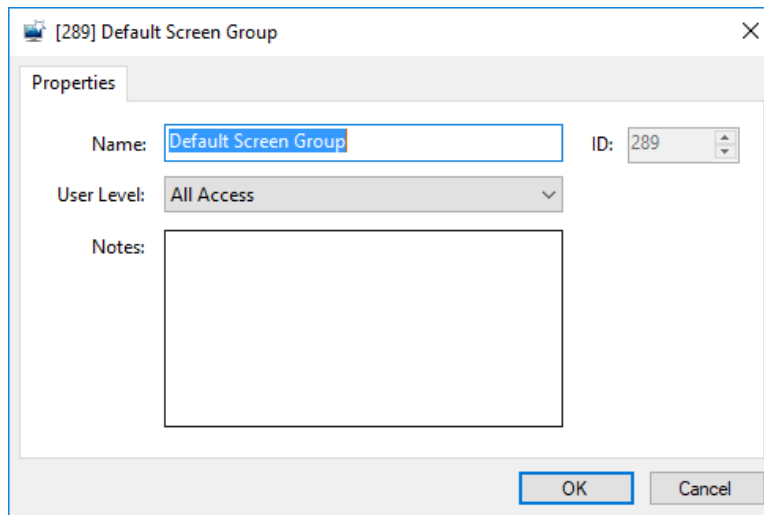 [289] Default Screen Group
Properties
Name: Default Screen Group ID: 289
User Level: All Access
Notes:
OK Cancel